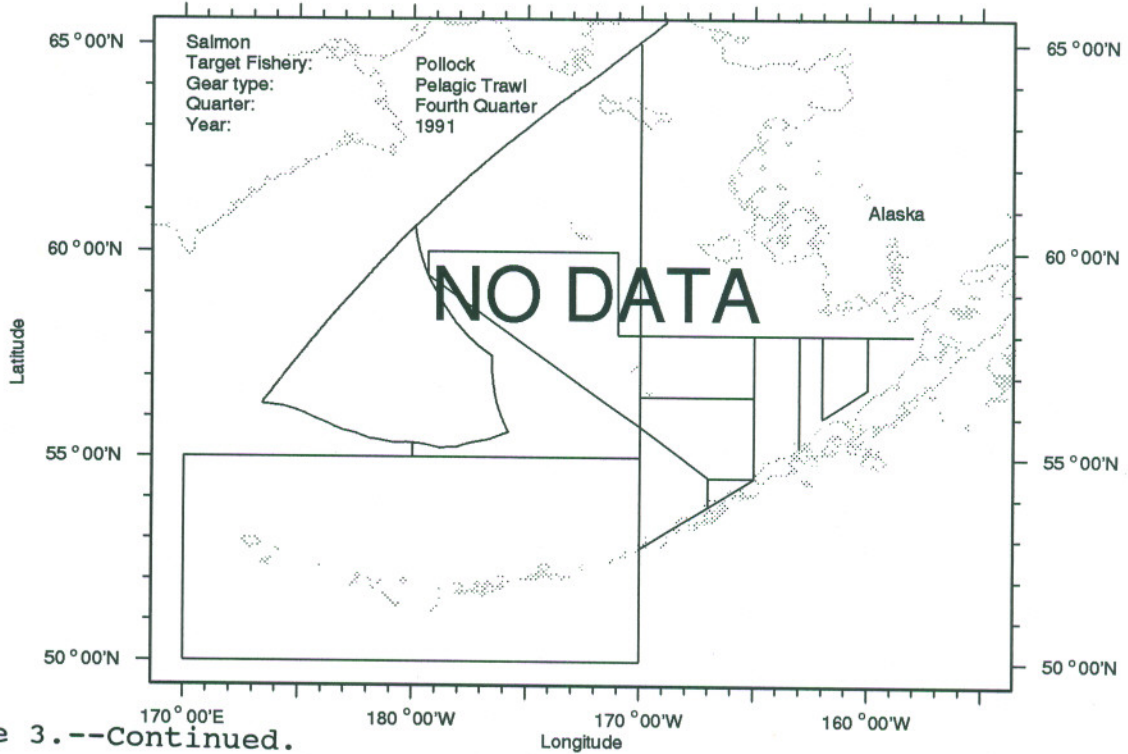 65°00'N
65°00'N
Salmon
Target Fishery: Pollock
Gear type: Pelagic Trawl
Quarter: Fourth Quarter
Year: 1991
Alaska
60°00'N
60°00'N
NO DATA
Latitude
55°00'N
55°00'N
50°00'N
50°00'N
170°00'E
180°00'W
170°00'W
160°00'W
Longitude
e 3.--Continued.